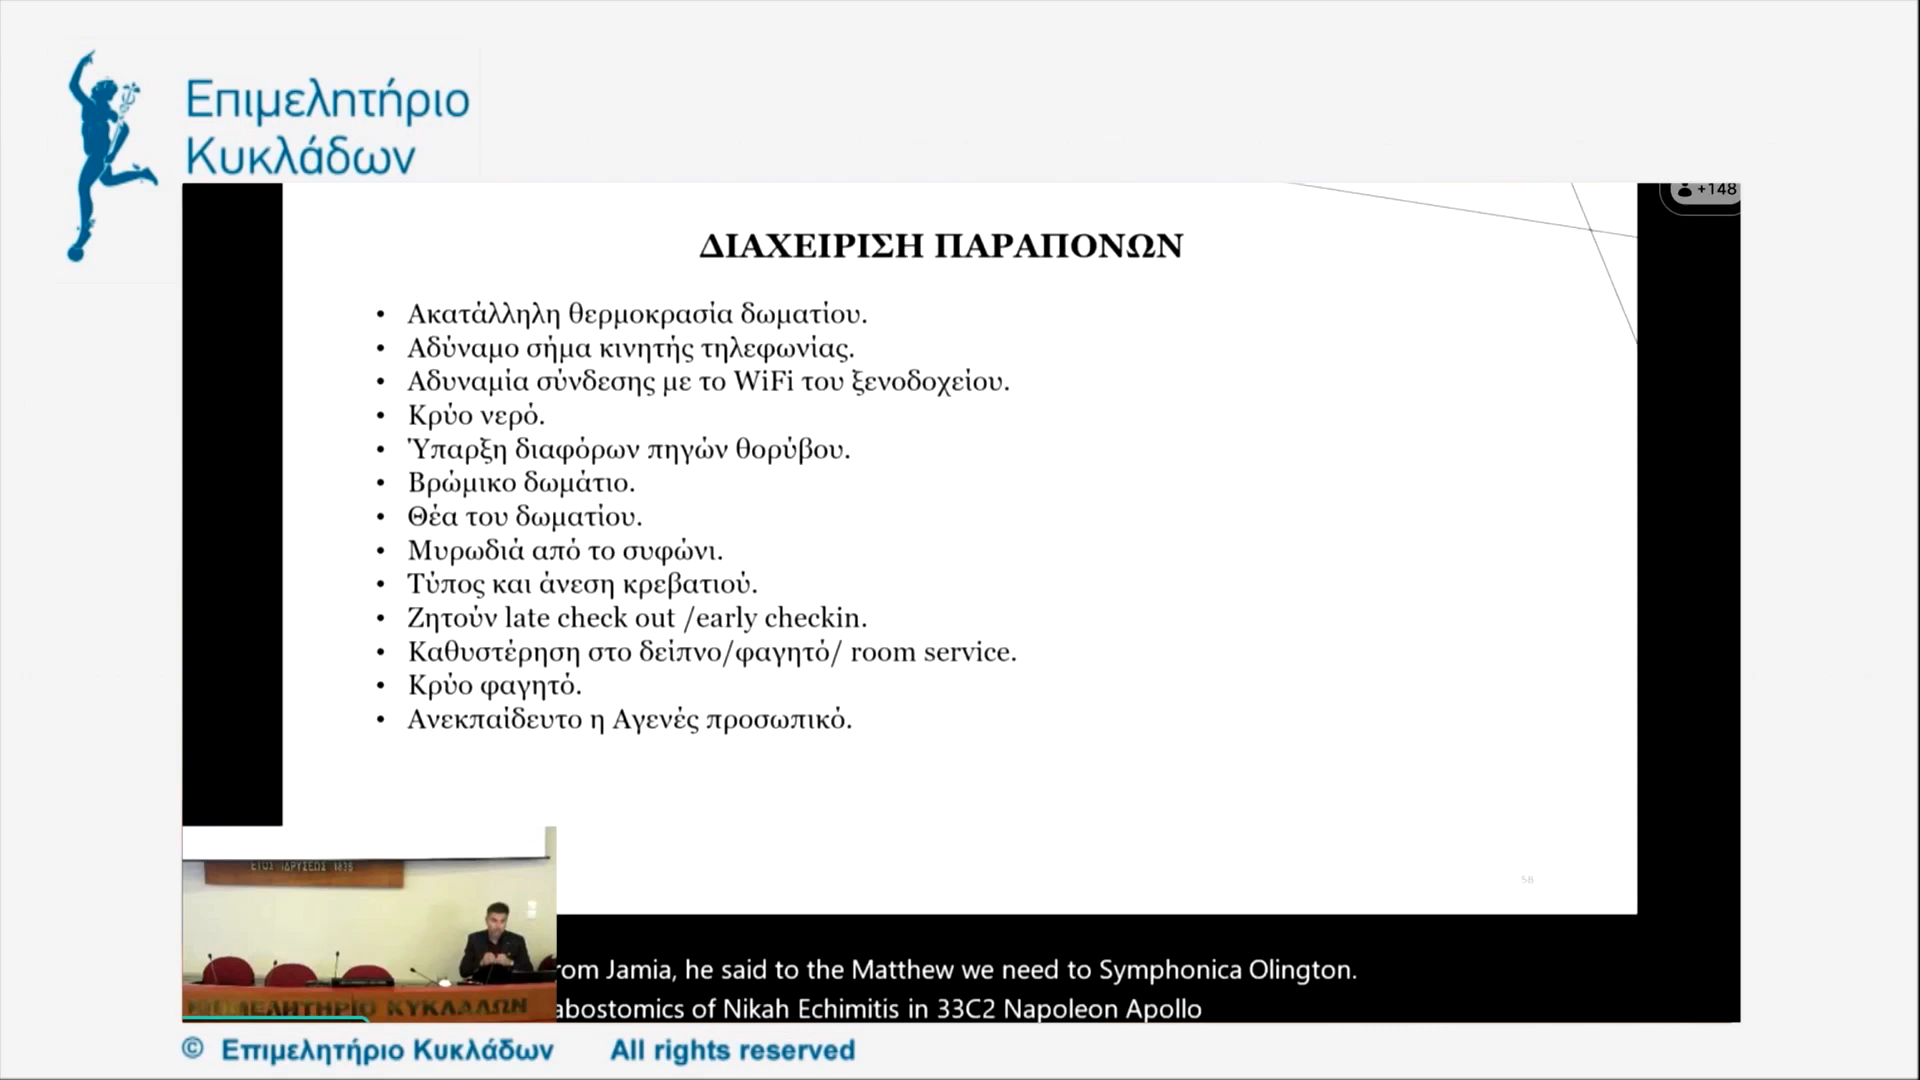 Επιμελητήριο
Κυκλάδων
+148
ΔΙΑΧΕΙΡΙΣΗ ΠΑΡΑΠΟΝΩΝ
• Ακατάλληλη θερμοκρασία δωματίου.
• Αδύναμο σήμα κινητής τηλεφωνίας.
• Αδυναμία σύνδεσης με το WiFi του ξενοδοχείου.
• Κρύο νερό.
• Ύπαρξη διαφόρων πηγών θορύβου.
• Βρώμικο δωμάτιο.
• Θέα του δωματίου.
• Μυρωδιά από το συφώνι.
• Τύπος και άνεση κρεβατιού.
• Ζητούν late check out /early checkin.
• Καθυστέρηση στο δείπνο/φαγητό/ room service.
• Κρύο φαγητό.
• Ανεκπαίδευτο η Αγενές προσωπικό.
58
ΕΤΟΣ ΙΔΡΥΣΕΩΣ 1836
ΕΠΙΜΕΛΗΤΗΡΙΟ ΚΥΚΛΑΔΩΝ
rom Jamia, he said to the Matthew we need to Symphonica Olington.
abostomics of Nikah Echimitis in 33C2 Napoleon Apollo
© Επιμελητήριο Κυκλάδων All rights reserved